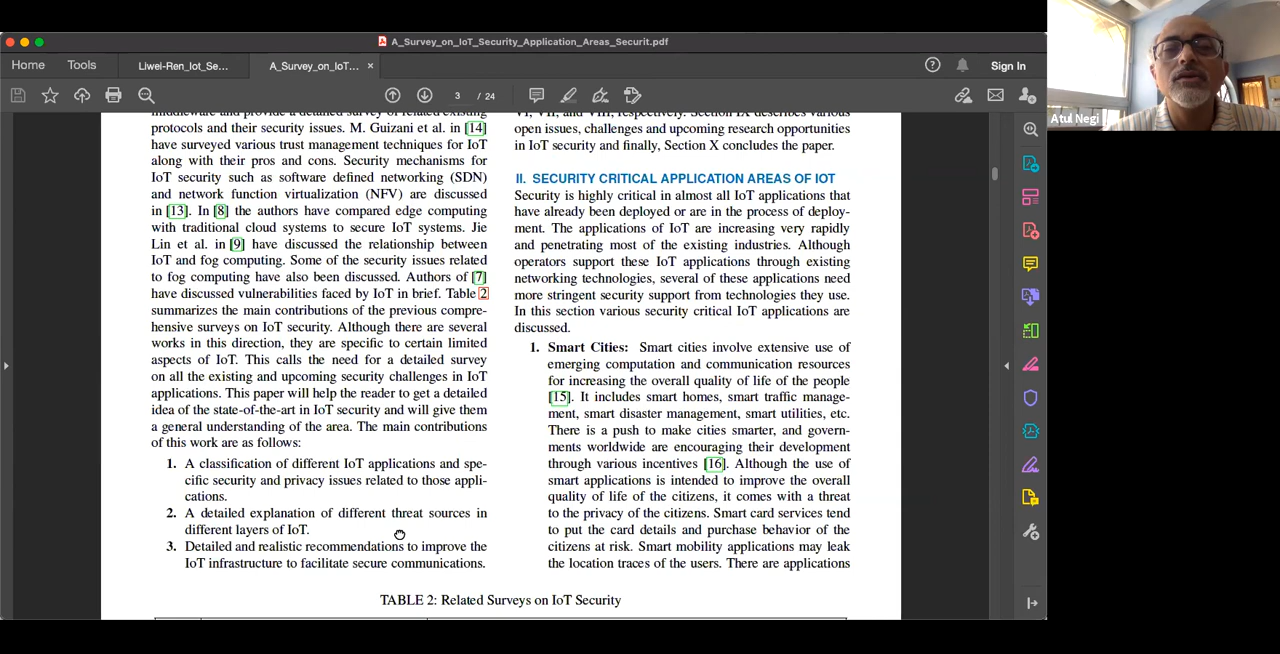 A_Survey_on_IoT_Security_Application_Areas_Securit.pdf
Home
Tools
Liwei-Ren_Iot_Se...
A_Survey_on_IoT... ×
Sign In
3 / 24
Atul Negi
protocols and their security issues. M. Guizani et al. in [14]
have surveyed various trust management techniques for IoT
along with their pros and cons. Security mechanisms for
IoT security such as software defined networking (SDN)
and network function virtualization (NFV) are discussed
in [13]. In [8] the authors have compared edge computing
with traditional cloud systems to secure IoT systems. Jie
Lin et al. in [9] have discussed the relationship between
IoT and fog computing. Some of the security issues related
to fog computing have also been discussed. Authors of [7]
have discussed vulnerabilities faced by IoT in brief. Table 2
summarizes the main contributions of the previous compre-
hensive surveys on IoT security. Although there are several
works in this direction, they are specific to certain limited
aspects of IoT. This calls the need for a detailed survey
on all the existing and upcoming security challenges in IoT
applications. This paper will help the reader to get a detailed
idea of the state-of-the-art in IoT security and will give them
a general understanding of the area. The main contributions
of this work are as follows:
1. A classification of different IoT applications and spe-
cific security and privacy issues related to those appli-
cations.
2. A detailed explanation of different threat sources in
different layers of IoT.
3. Detailed and realistic recommendations to improve the
IoT infrastructure to facilitate secure communications.
open issues, challenges and upcoming research opportunities
in IoT security and finally, Section X concludes the paper.
II. SECURITY CRITICAL APPLICATION AREAS OF IOT
Security is highly critical in almost all IoT applications that
have already been deployed or are in the process of deploy-
ment. The applications of IoT are increasing very rapidly
and penetrating most of the existing industries. Although
operators support these IoT applications through existing
networking technologies, several of these applications need
more stringent security support from technologies they use.
In this section various security critical IoT applications are
discussed.
1. Smart Cities: Smart cities involve extensive use of
emerging computation and communication resources
for increasing the overall quality of life of the people
[15]. It includes smart homes, smart traffic manage-
ment, smart disaster management, smart utilities, etc.
There is a push to make cities smarter, and govern-
ments worldwide are encouraging their development
through various incentives [16]. Although the use of
smart applications is intended to improve the overall
quality of life of the citizens, it comes with a threat
to the privacy of the citizens. Smart card services tend
to put the card details and purchase behavior of the
citizens at risk. Smart mobility applications may leak
the location traces of the users. There are applications
TABLE 2: Related Surveys on IoT Security